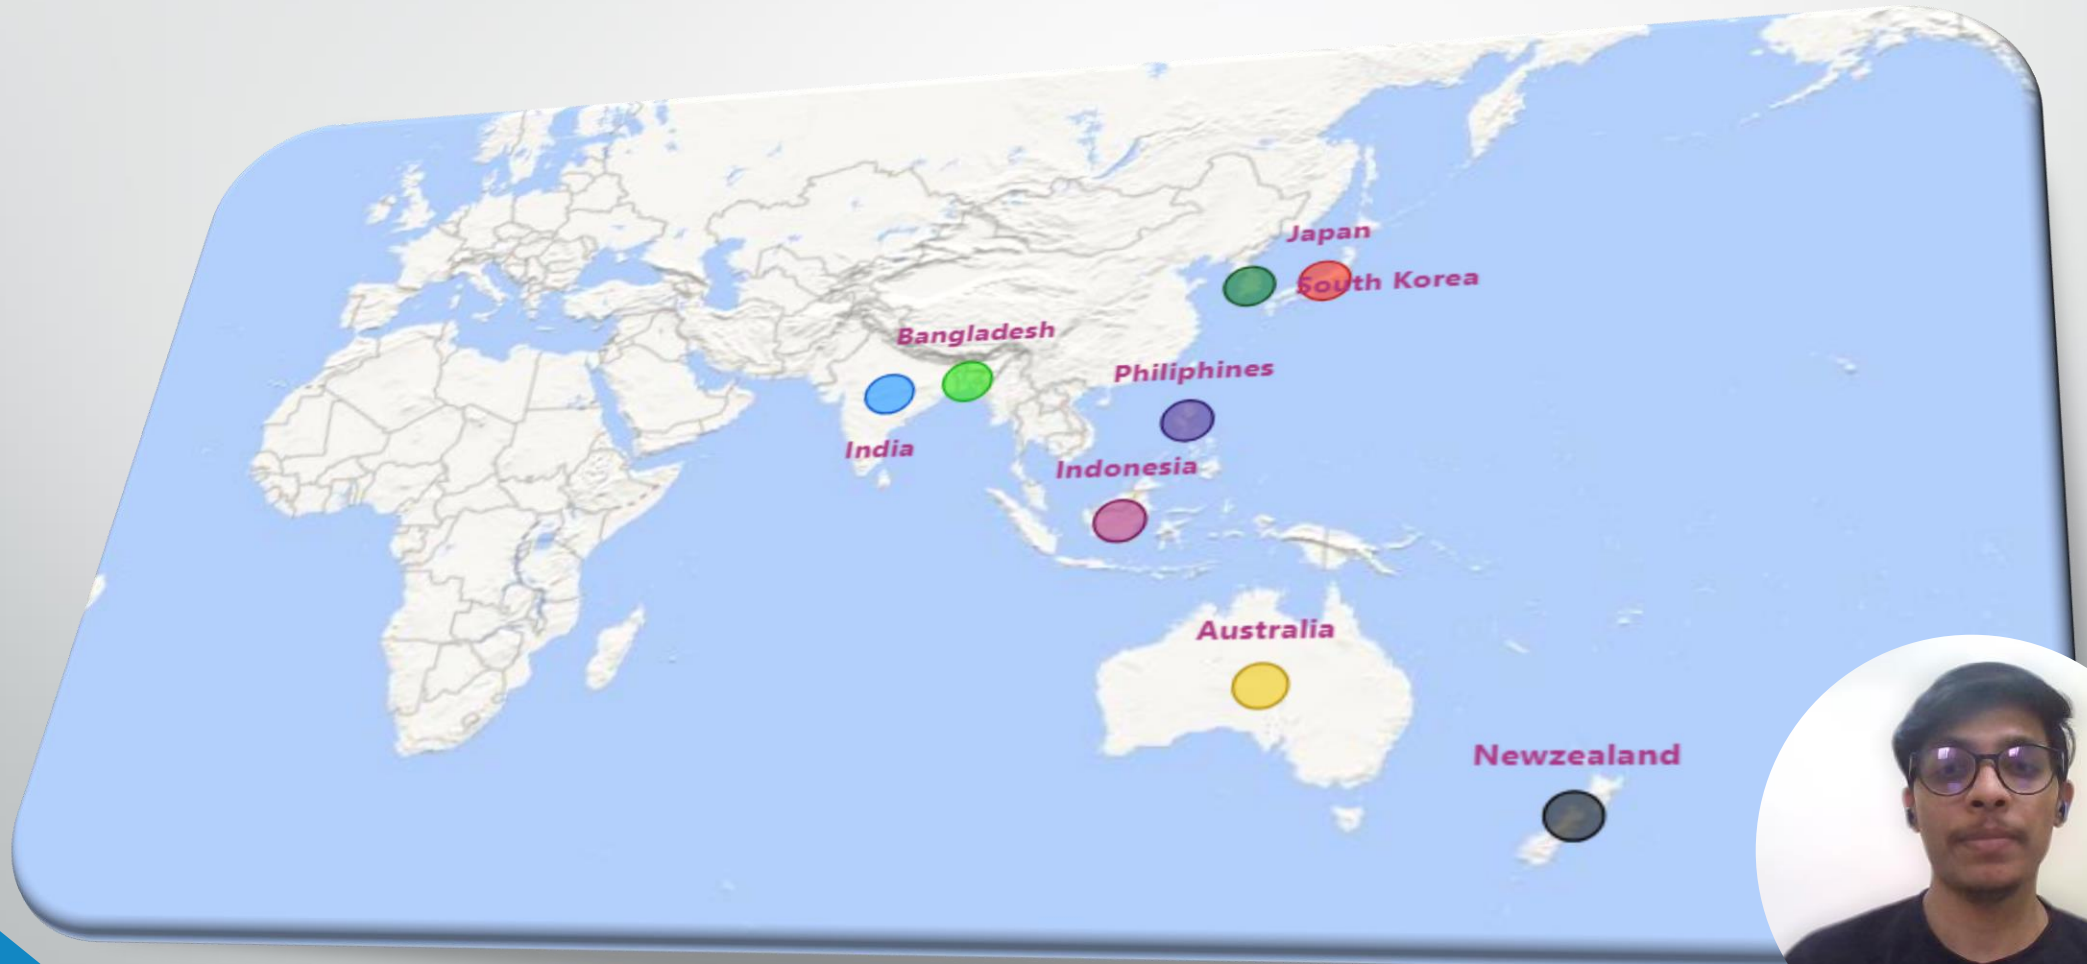 Japan
South Korea
Bangladesh
Philiphines
India
Indonesia
Australia
Newzealand